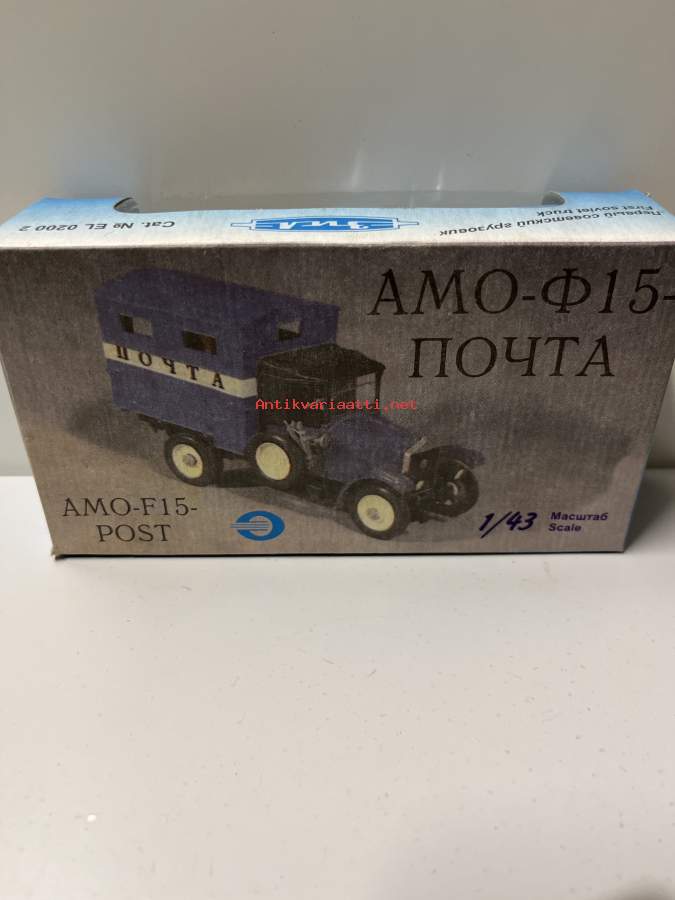 Первый советский грузовик
First soviet truck
ЗИЛ
Cat. № EL 0200 2
АМО-Ф15-
ПОЧТА
ПОЧТА
Antikvariaatti.net
AMO-F15-
POST
1/43
Масштаб
Scale